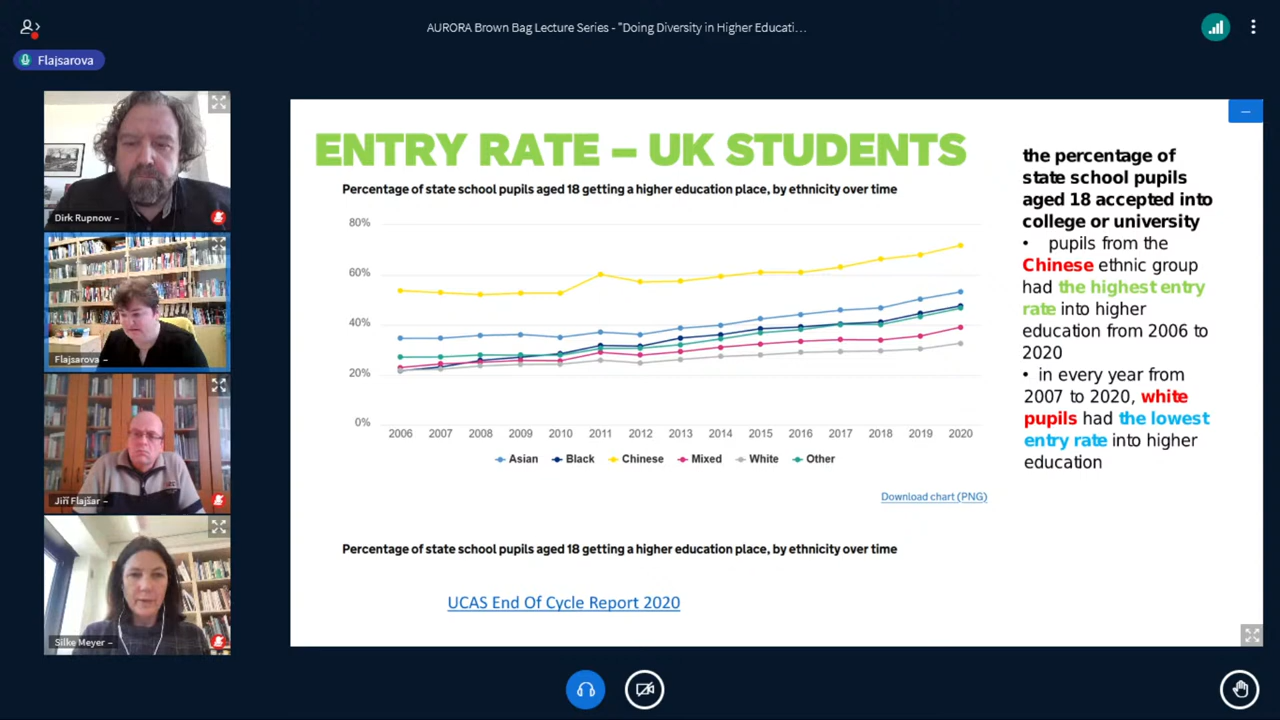 AURORA Brown Bag Lecture Series - "Doing Diversity in Higher Educati…
Flajsarova
Dirk Rupnow –
Flajsarova –
Jiří Flajšar –
Silke Meyer –
ENTRY RATE – UK STUDENTS
Percentage of state school pupils aged 18 getting a higher education place, by ethnicity over time
80%
60%
40%
20%
0%
2006 2007 2008 2009 2010 2011 2012 2013 2014 2015 2016 2017 2018 2019 2020
Asian Black Chinese Mixed White Other
Download chart (PNG)
Percentage of state school pupils aged 18 getting a higher education place, by ethnicity over time
UCAS End Of Cycle Report 2020
the percentage of
state school pupils
aged 18 accepted into
college or university
• pupils from the
Chinese ethnic group
had the highest entry
rate into higher
education from 2006 to
2020
• in every year from
2007 to 2020, white
pupils had the lowest
entry rate into higher
education